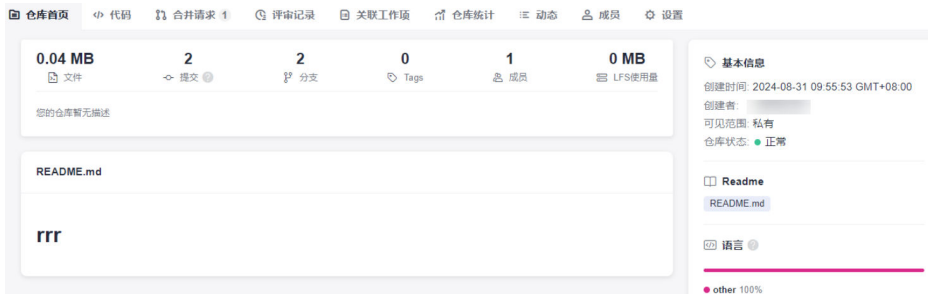 仓库首页 代码 合并请求 1 评审记录 关联工作项 仓库统计 动态 成员 设置
0.04 MB 2 2 0 1 0 MB
文件 提交 分支 Tags 成员 LFS使用量
您的仓库暂无描述
README.md
rrr
基本信息
创建时间: 2024-08-31 09:55:53 GMT+08:00
创建者:
可见范围: 私有
仓库状态: 正常
Readme
README.md
语言
other 100%